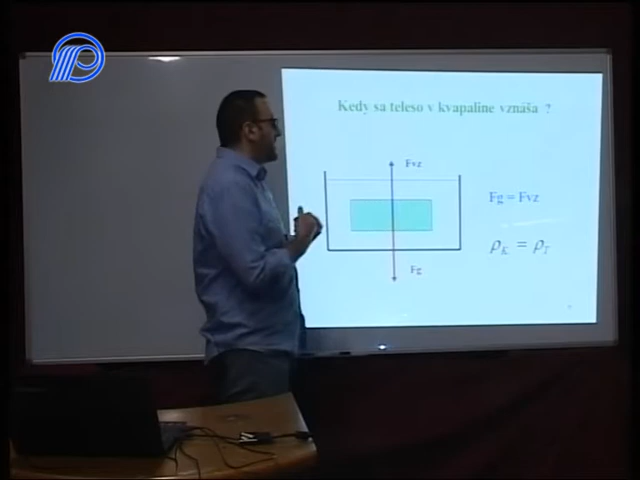 Kedy sa teleso v kvapaline vznáša ?
Fvz
Fg = Fvz
ρK = ρT
Fg